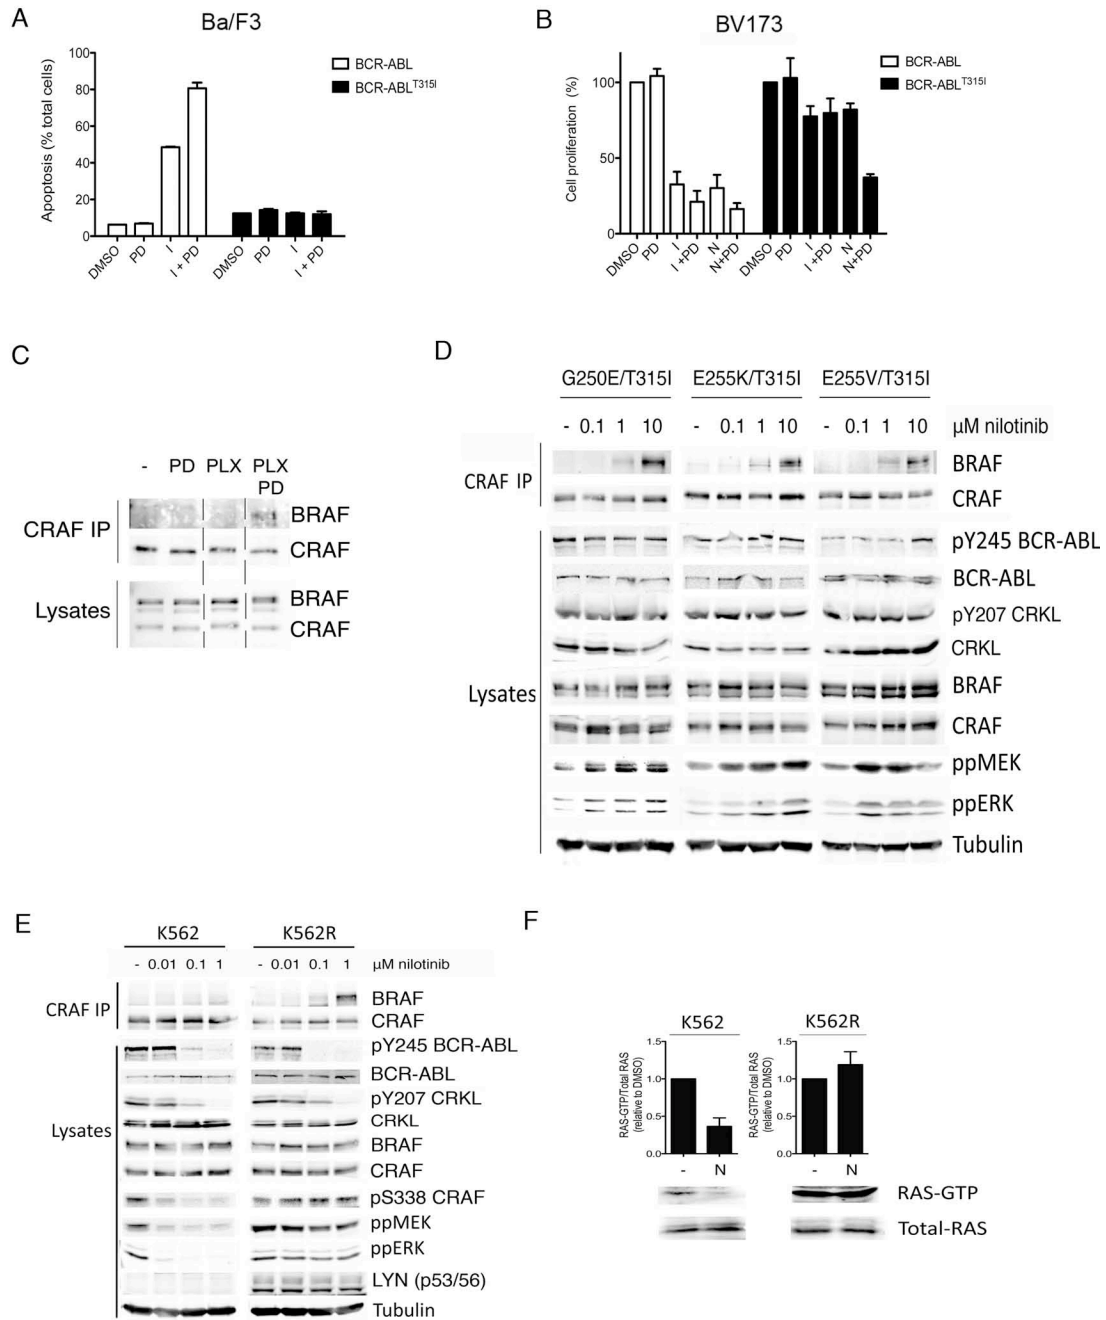 A
Ba/F3
Apoptosis (% total cells)
100
80
60
40
20
0
DMSO
PD
I
I + PD
DMSO
PD
I
I + PD
BCR-ABL
BCR-ABLT315I
B
BV173
Cell proliferation (%)
100
50
0
DMSO
PD
I
I +PD
N
N+PD
DMSO
PD
I
I +PD
N
N+PD
BCR-ABL
BCR-ABLT315I
C
- PD PLX PLX
PD
CRAF IP
BRAF
CRAF
Lysates
BRAF
CRAF
D
G250E/T315I E255K/T315I E255V/T315I
- 0.1 1 10 - 0.1 1 10 - 0.1 1 10 µM nilotinib
CRAF IP
BRAF
CRAF
Lysates
pY245 BCR-ABL
BCR-ABL
pY207 CRKL
CRKL
BRAF
CRAF
ppMEK
ppERK
Tubulin
E
K562 K562R
- 0.01 0.1 1 - 0.01 0.1 1 µM nilotinib
CRAF IP
BRAF
CRAF
Lysates
pY245 BCR-ABL
BCR-ABL
pY207 CRKL
CRKL
BRAF
CRAF
pS338 CRAF
ppMEK
ppERK
LYN (p53/56)
Tubulin
F
K562
RAS-GTP/Total RAS
(relative to DMSO)
1.5
1.0
0.5
0.0
- N
K562R
RAS-GTP/Total RAS
(relative to DMSO)
1.5
1.0
0.5
0.0
- N
RAS-GTP
Total-RAS